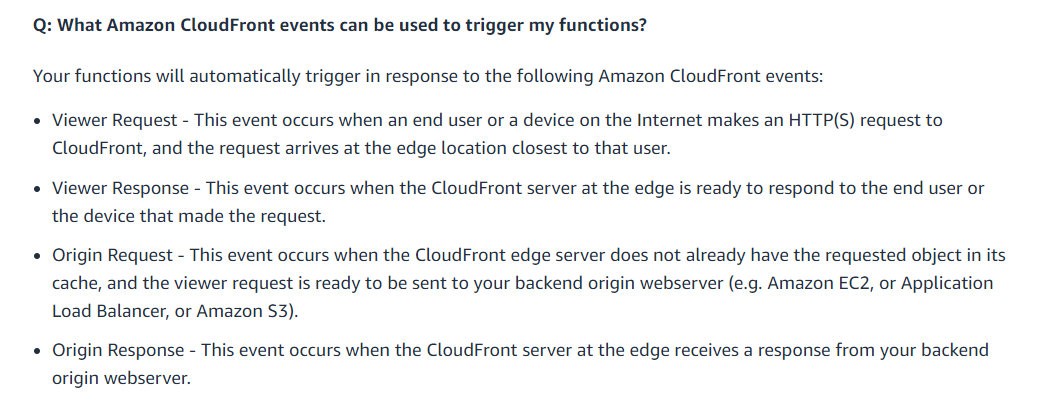 Q: What Amazon CloudFront events can be used to trigger my functions?
Your functions will automatically trigger in response to the following Amazon CloudFront events:
• Viewer Request - This event occurs when an end user or a device on the Internet makes an HTTP(S) request to
CloudFront, and the request arrives at the edge location closest to that user.
• Viewer Response - This event occurs when the CloudFront server at the edge is ready to respond to the end user or
the device that made the request.
• Origin Request - This event occurs when the CloudFront edge server does not already have the requested object in its
cache, and the viewer request is ready to be sent to your backend origin webserver (e.g. Amazon EC2, or Application
Load Balancer, or Amazon S3).
• Origin Response - This event occurs when the CloudFront server at the edge receives a response from your backend
origin webserver.